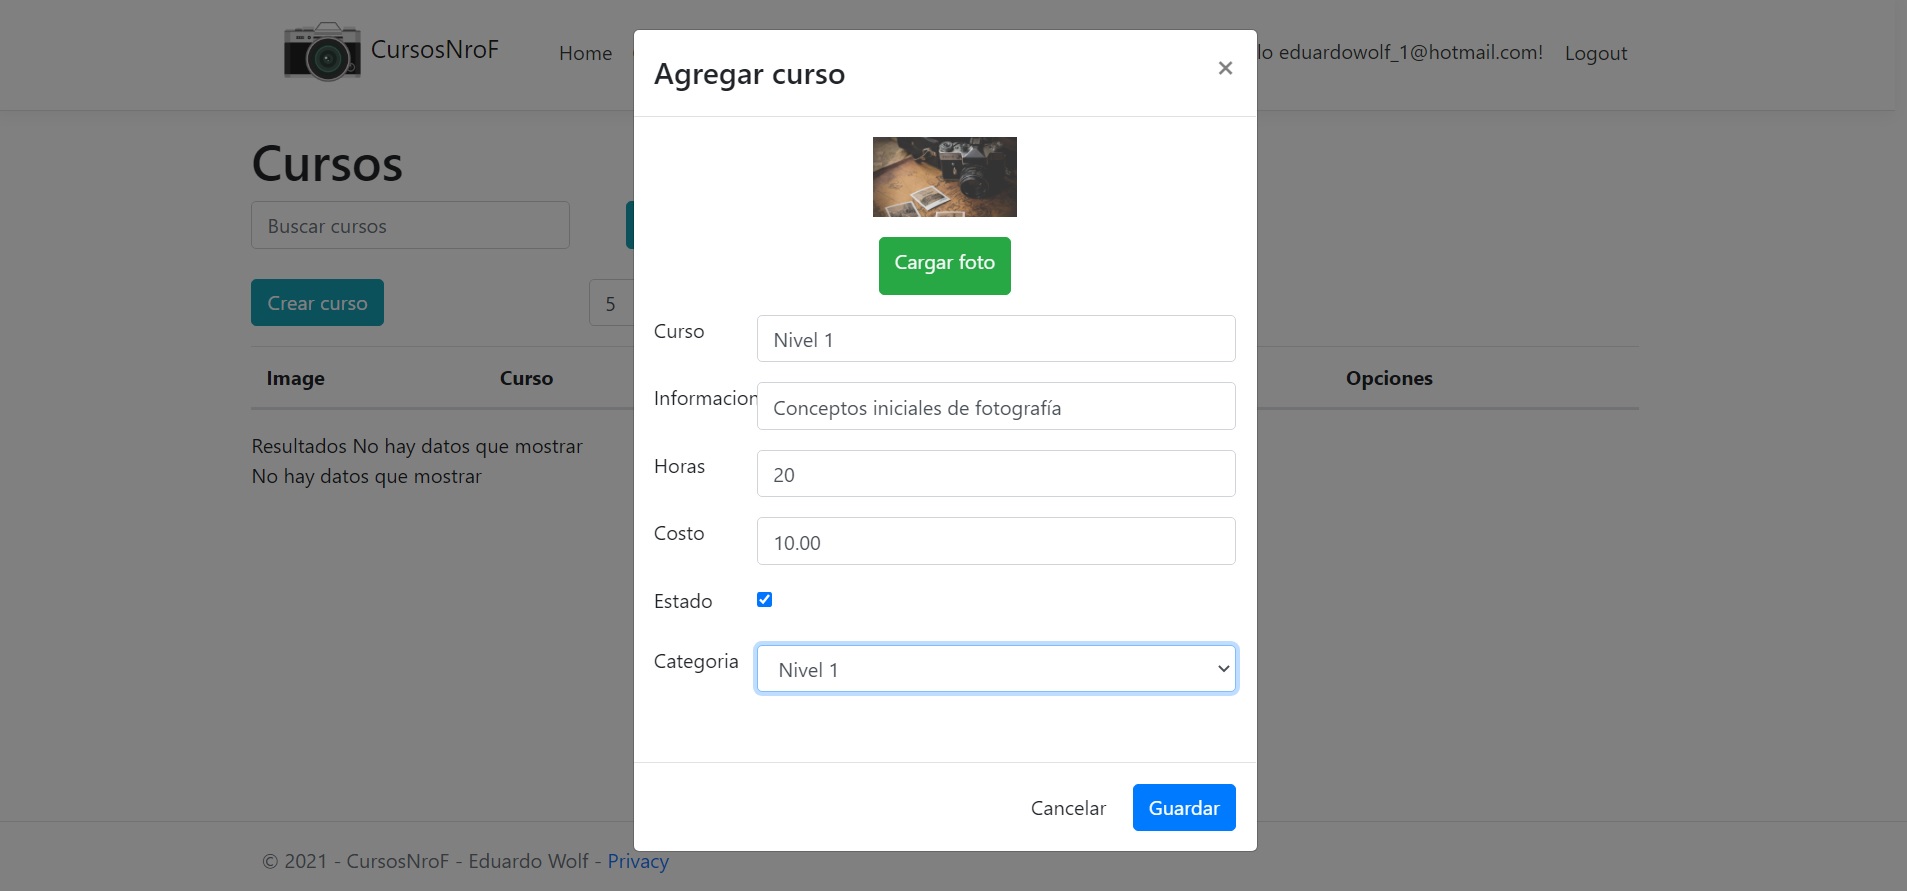 CursosNroF
Home
lo eduardowolf_1@hotmail.com!
Logout
Cursos
Buscar cursos
Crear curso
5
Image
Curso
Opciones
Resultados No hay datos que mostrar
No hay datos que mostrar
Agregar curso
×
Cargar foto
Curso
Nivel 1
Informacion
Conceptos iniciales de fotografía
Horas
20
Costo
10.00
Estado
Categoria
Nivel 1
Cancelar
Guardar
© 2021 - CursosNroF - Eduardo Wolf - Privacy